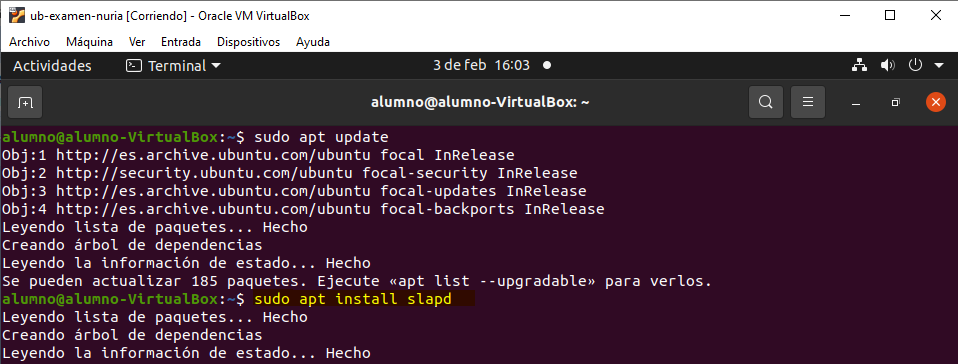 ub-examen-nuria [Corriendo] - Oracle VM VirtualBox
Archivo Máquina Ver Entrada Dispositivos Ayuda
Actividades Terminal 3 de feb 16:03
alumno@alumno-VirtualBox: ~
alumno@alumno-VirtualBox:~$ sudo apt update
Obj:1 http://es.archive.ubuntu.com/ubuntu focal InRelease
Obj:2 http://security.ubuntu.com/ubuntu focal-security InRelease
Obj:3 http://es.archive.ubuntu.com/ubuntu focal-updates InRelease
Obj:4 http://es.archive.ubuntu.com/ubuntu focal-backports InRelease
Leyendo lista de paquetes... Hecho
Creando árbol de dependencias
Leyendo la información de estado... Hecho
Se pueden actualizar 185 paquetes. Ejecute «apt list --upgradable» para verlos.
alumno@alumno-VirtualBox:~$ sudo apt install slapd
Leyendo lista de paquetes... Hecho
Creando árbol de dependencias
Leyendo la información de estado... Hecho